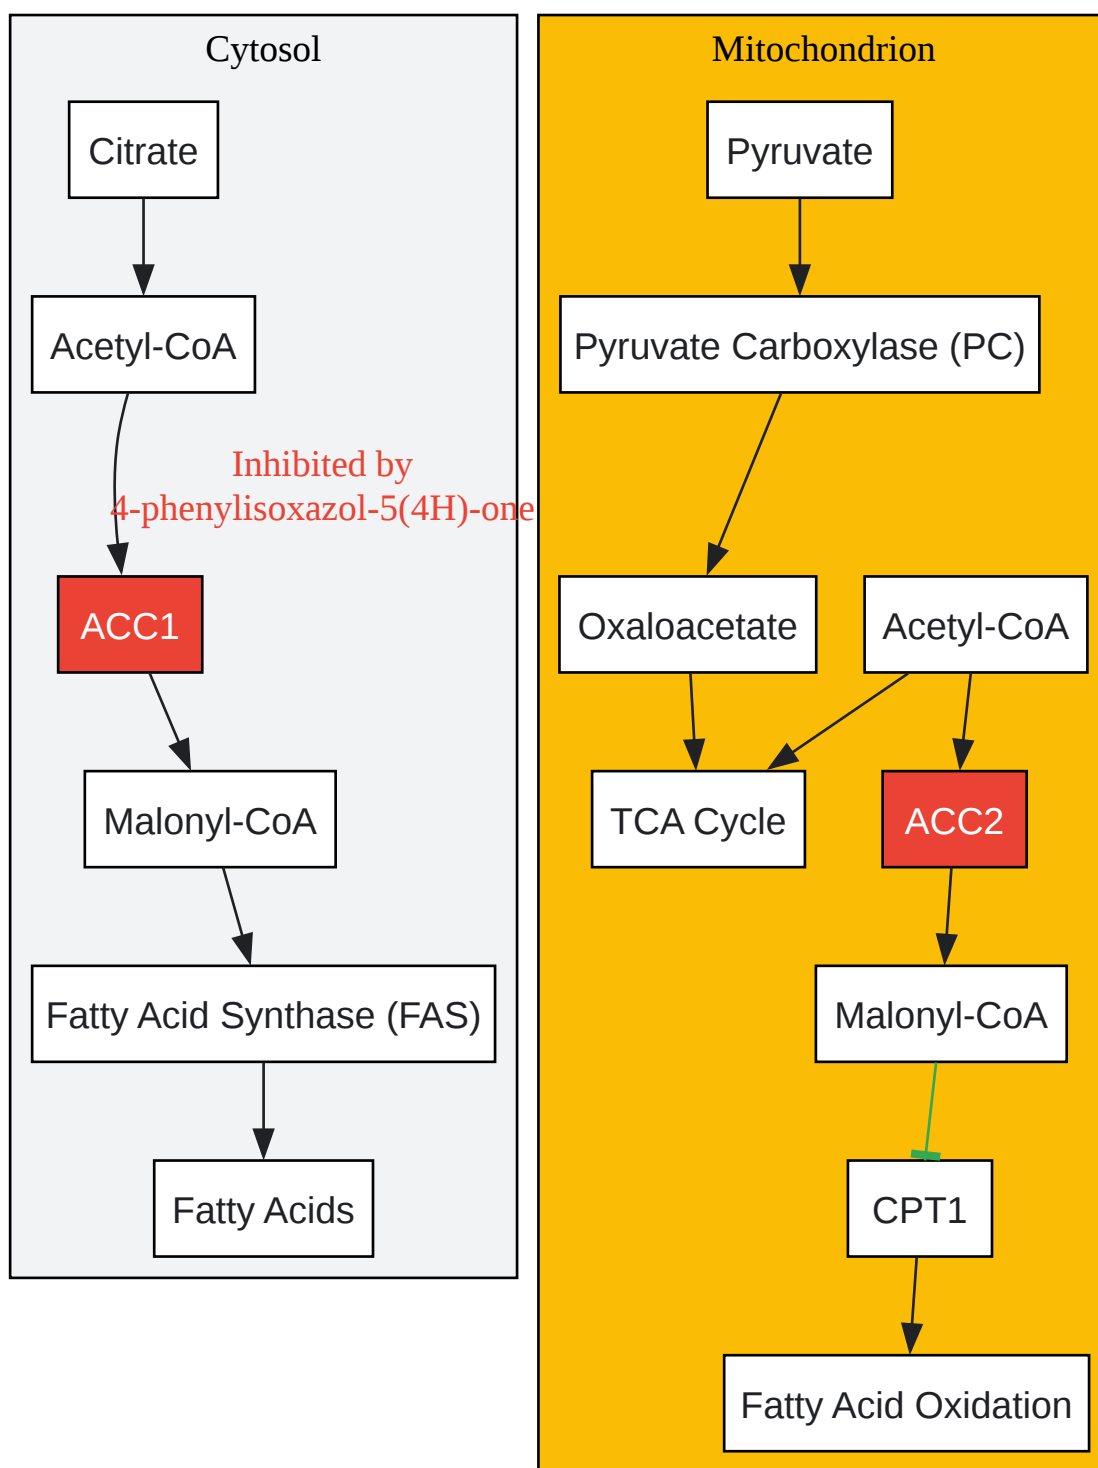 Cytosol
Citrate
Acetyl-CoA
Inhibited by
4-phenylisoxazol-5(4H)-one
ACC1
Malonyl-CoA
Fatty Acid Synthase (FAS)
Fatty Acids
Mitochondrion
Pyruvate
Pyruvate Carboxylase (PC)
Oxaloacetate
Acetyl-CoA
TCA Cycle
ACC2
Malonyl-CoA
CPT1
Fatty Acid Oxidation